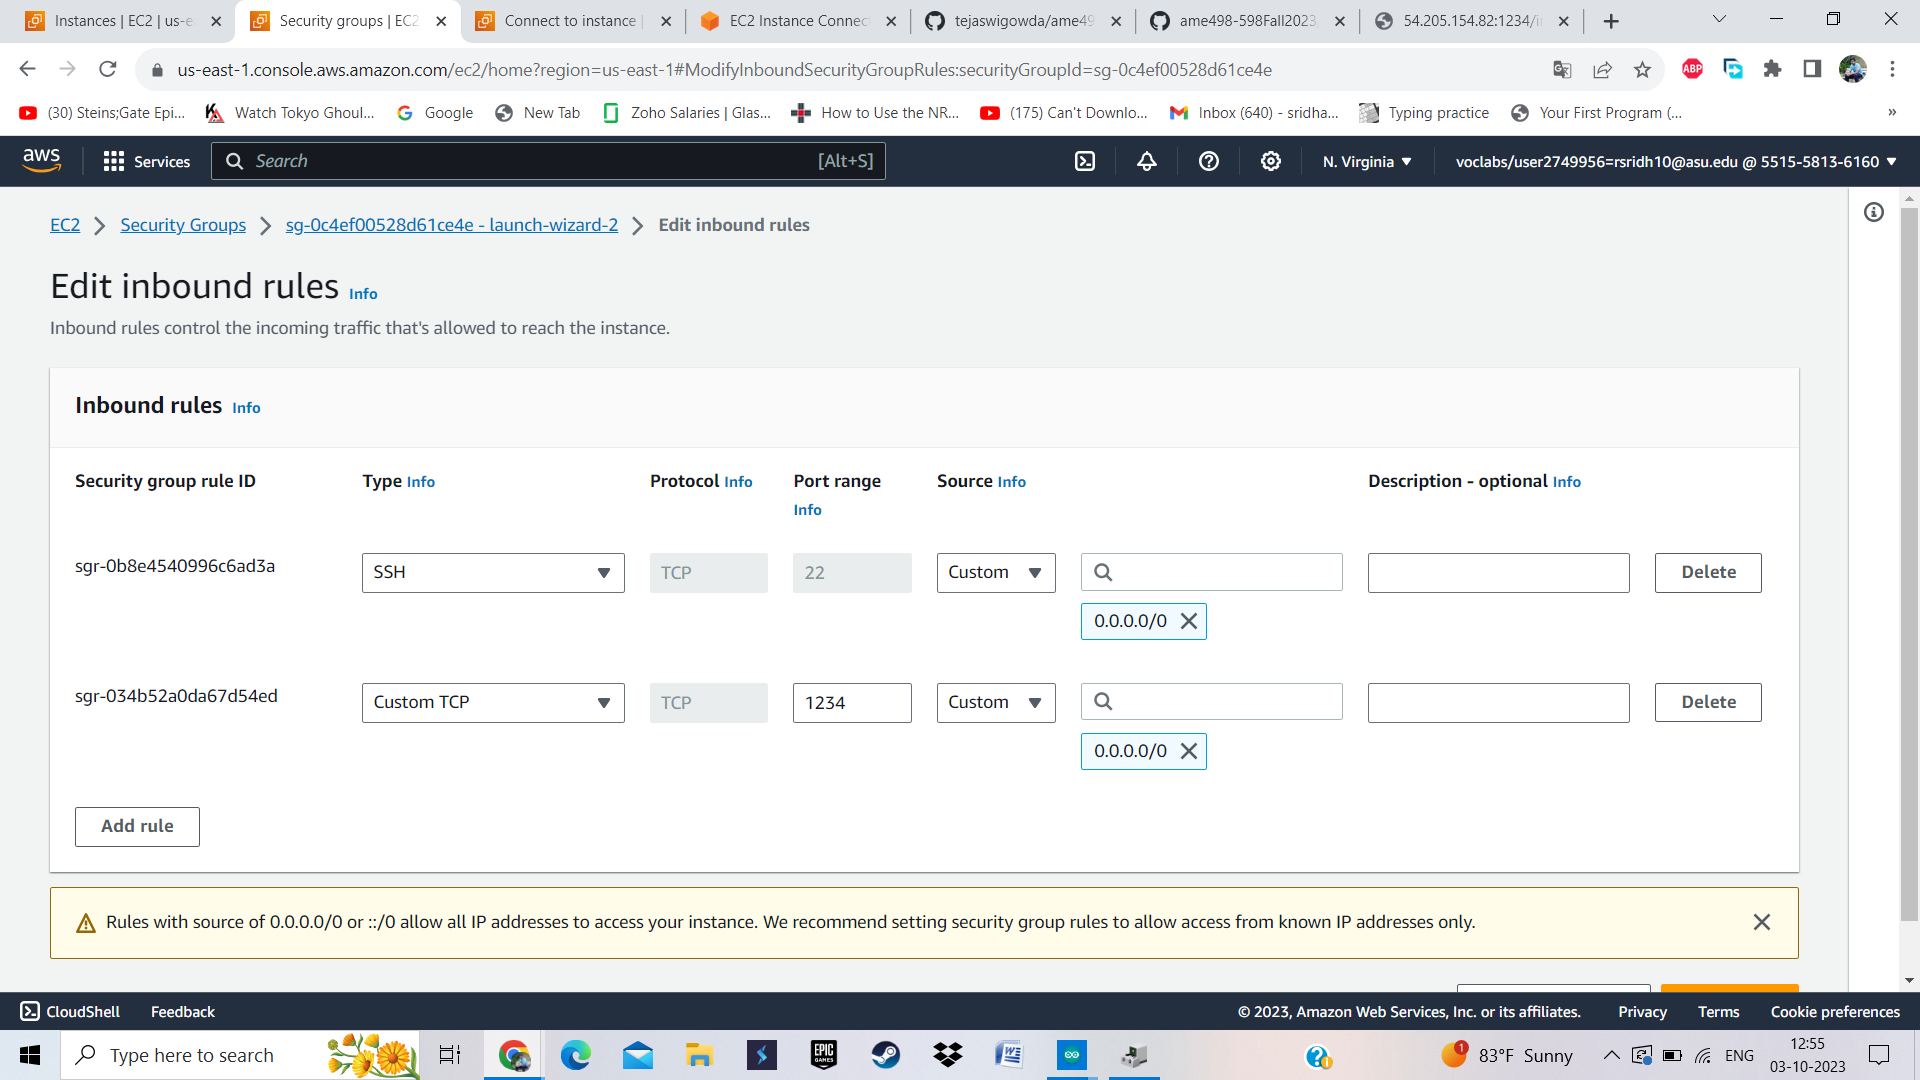 Instances | EC2 | us-e
Security groups | EC2
Connect to instance |
EC2 Instance Connect
tejaswigowda/ame49
ame498-598Fall2023
54.205.154.82:1234/i
us-east-1.console.aws.amazon.com/ec2/home?region=us-east-1#ModifyInboundSecurityGroupRules:securityGroupId=sg-0c4ef00528d61ce4e
ABP
(30) Steins;Gate Epi...
Watch Tokyo Ghoul...
Google
New Tab
Zoho Salaries | Glas...
How to Use the NR...
(175) Can't Downlo...
Inbox (640) - sridha...
Typing practice
Your First Program (...
»
aws
Services
Search
[Alt+S]
N. Virginia
voclabs/user2749956=rsridh10@asu.edu @ 5515-5813-6160
EC2
Security Groups
sg-0c4ef00528d61ce4e - launch-wizard-2
Edit inbound rules
Edit inbound rules Info
Inbound rules control the incoming traffic that's allowed to reach the instance.
Inbound rules Info
Security group rule ID
Type Info
Protocol Info
Port range
Info
Source Info
Description - optional Info
sgr-0b8e4540996c6ad3a
SSH
TCP
22
Custom
Delete
0.0.0.0/0
sgr-034b52a0da67d54ed
Custom TCP
TCP
1234
Custom
Delete
0.0.0.0/0
Add rule
Rules with source of 0.0.0.0/0 or ::/0 allow all IP addresses to access your instance. We recommend setting security group rules to allow access from known IP addresses only.
CloudShell
Feedback
© 2023, Amazon Web Services, Inc. or its affiliates.
Privacy
Terms
Cookie preferences
Type here to search
EPIC
GAMES
1
83°F Sunny
ENG
12:55
03-10-2023